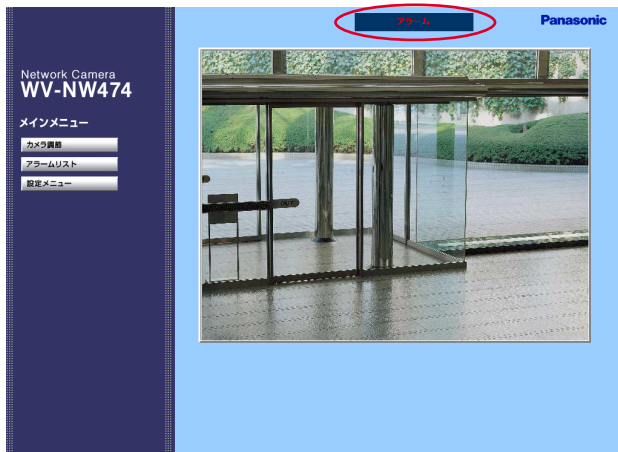 アラーム
Panasonic
Network Camera
WV-NW474
メインメニュー
カメラ調節
アラームリスト
設定メニュー